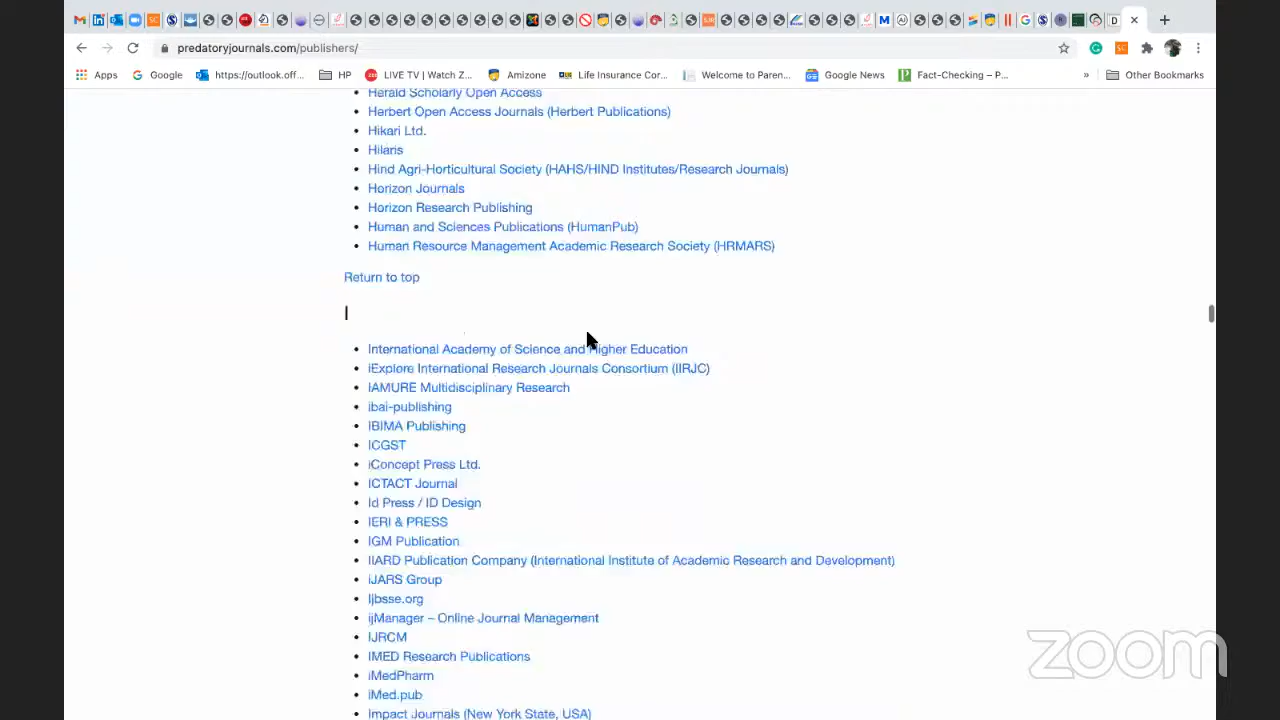 predatoryjournals.com/publishers/
Apps Google https://outlook.off... HP LIVE TV | Watch Z... Amizone Life Insurance Cor... Welcome to Paren... Google News Fact-Checking – P... » Other Bookmarks
Herald Scholarly Open Access
Herbert Open Access Journals (Herbert Publications)
Hikari Ltd.
Hilaris
Hind Agri-Horticultural Society (HAHS/HIND Institutes/Research Journals)
Horizon Journals
Horizon Research Publishing
Human and Sciences Publications (HumanPub)
Human Resource Management Academic Research Society (HRMARS)
Return to top
I
International Academy of Science and Higher Education
iExplore International Research Journals Consortium (IIRJC)
IAMURE Multidisciplinary Research
ibai-publishing
IBIMA Publishing
ICGST
iConcept Press Ltd.
ICTACT Journal
Id Press / ID Design
IERI & PRESS
IGM Publication
IIARD Publication Company (International Institute of Academic Research and Development)
iJARS Group
Ijbsse.org
ijManager – Online Journal Management
IJRCM
IMED Research Publications
iMedPharm
iMed.pub
Impact Journals (New York State, USA)
zoom